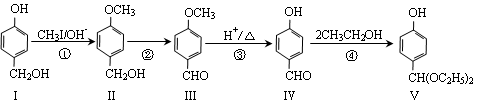 OH
CH₂OH
I
CH₃I/OH⁻
①
OCH₃
CH₂OH
II
②
OCH₃
CHO
III
H⁺/△
③
OH
CHO
IV
2CH₃CH₂OH
④
OH
CH(OC₂H₅)₂
V